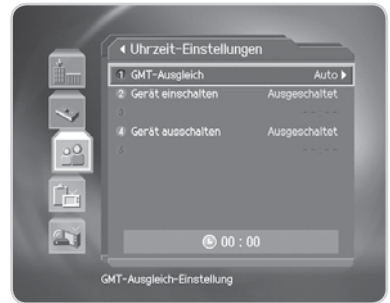 Uhrzeit-Einstellungen
1 GMT-Ausgleich Auto
2 Gerät einschalten Ausgeschaltet
3 --:--
4 Gerät ausschalten Ausgeschaltet
5 --:--
00 : 00
GMT-Ausgleich-Einstellung